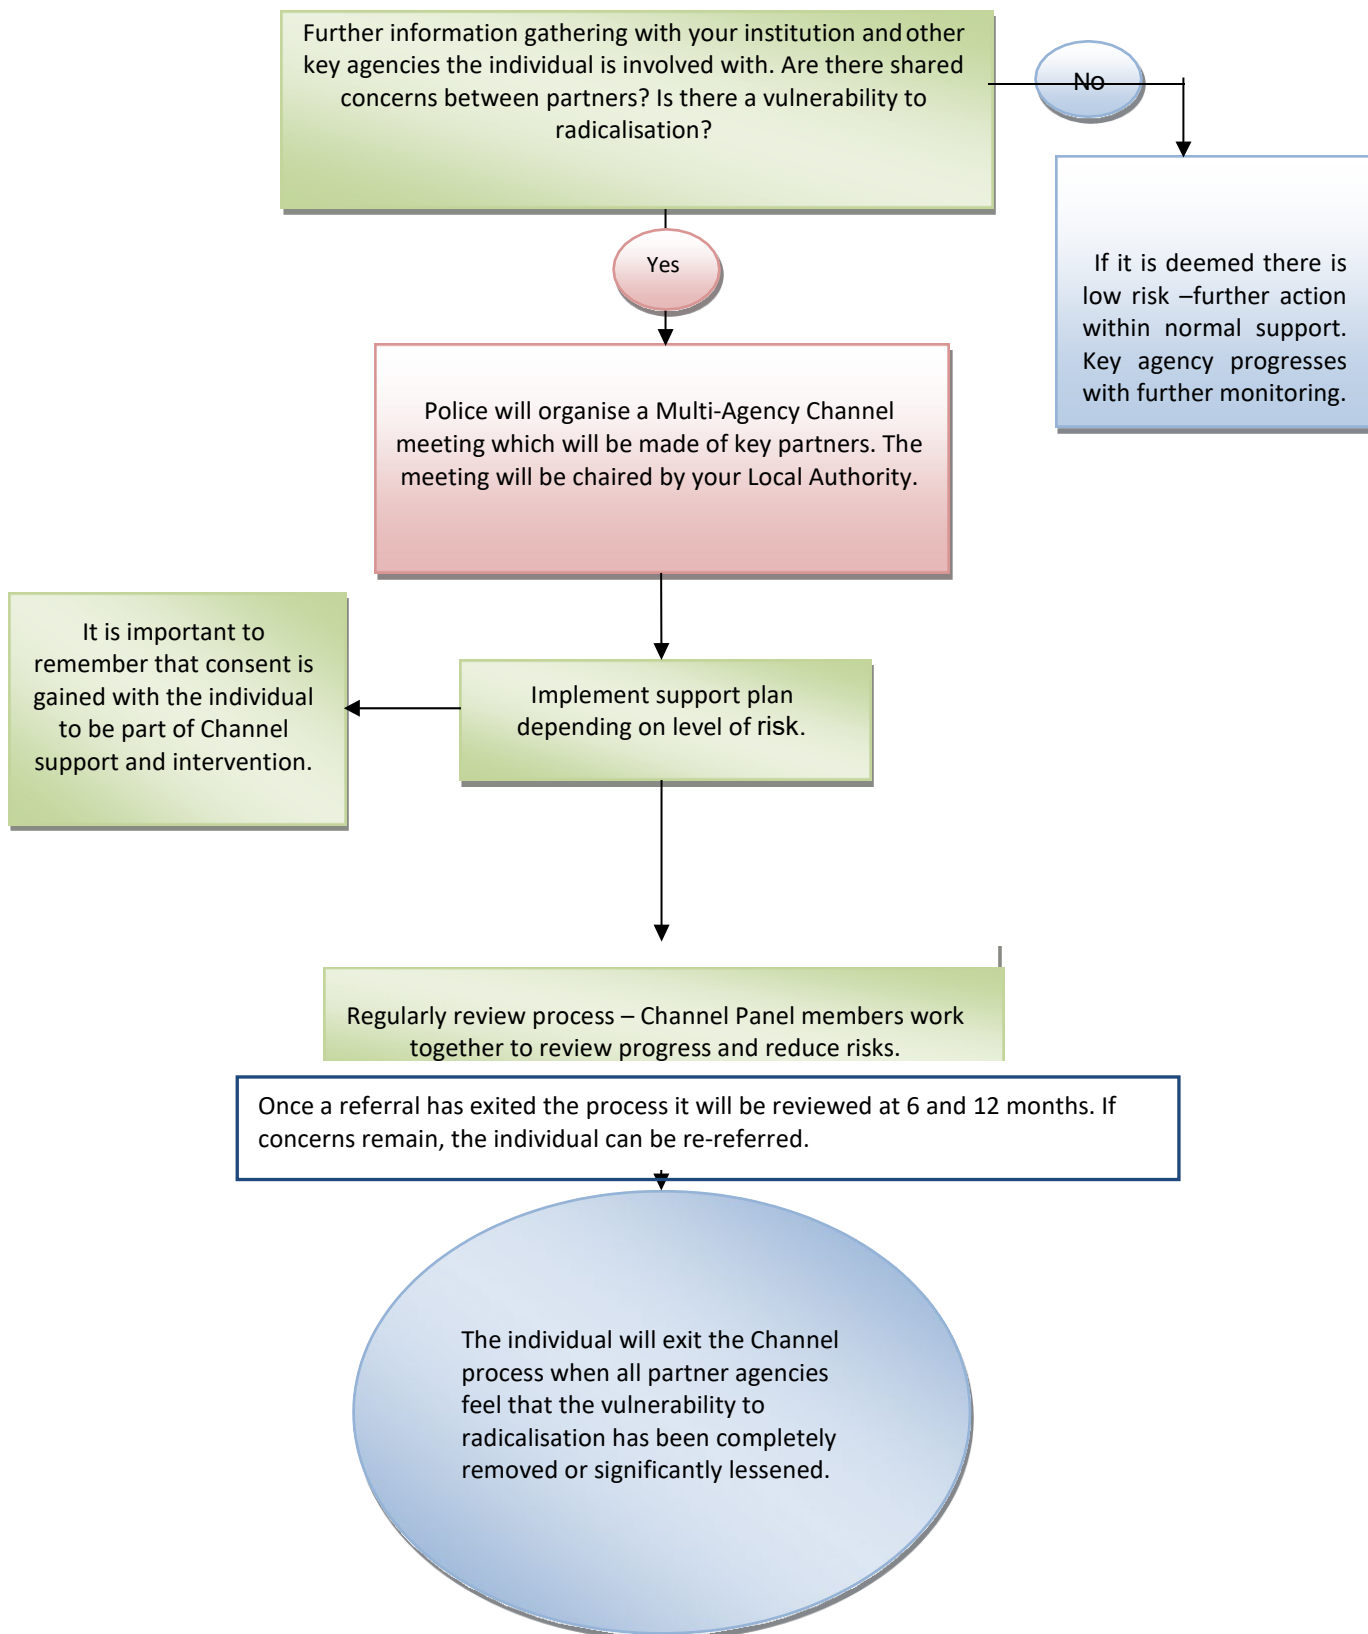 Further information gathering with your institution and other
key agencies the individual is involved with. Are there shared
concerns between partners? Is there a vulnerability to
radicalisation?
No
If it is deemed there is
low risk –further action
within normal support.
Key agency progresses
with further monitoring.
Yes
Police will organise a Multi-Agency Channel
meeting which will be made of key partners. The
meeting will be chaired by your Local Authority.
It is important to
remember that consent is
gained with the individual
to be part of Channel
support and intervention.
Implement support plan
depending on level of risk.
Regularly review process – Channel Panel members work
together to review progress and reduce risks.
Once a referral has exited the process it will be reviewed at 6 and 12 months. If
concerns remain, the individual can be re-referred.
The individual will exit the Channel
process when all partner agencies
feel that the vulnerability to
radicalisation has been completely
removed or significantly lessened.